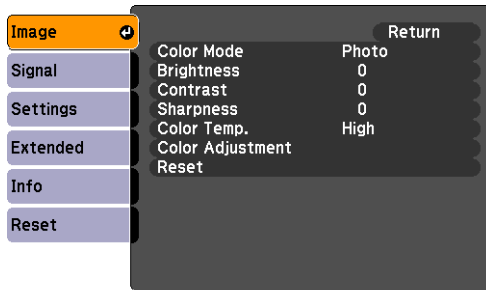 Image
Signal
Settings
Extended
Info
Reset
Return
Color Mode Photo
Brightness 0
Contrast 0
Sharpness 0
Color Temp. High
Color Adjustment
Reset